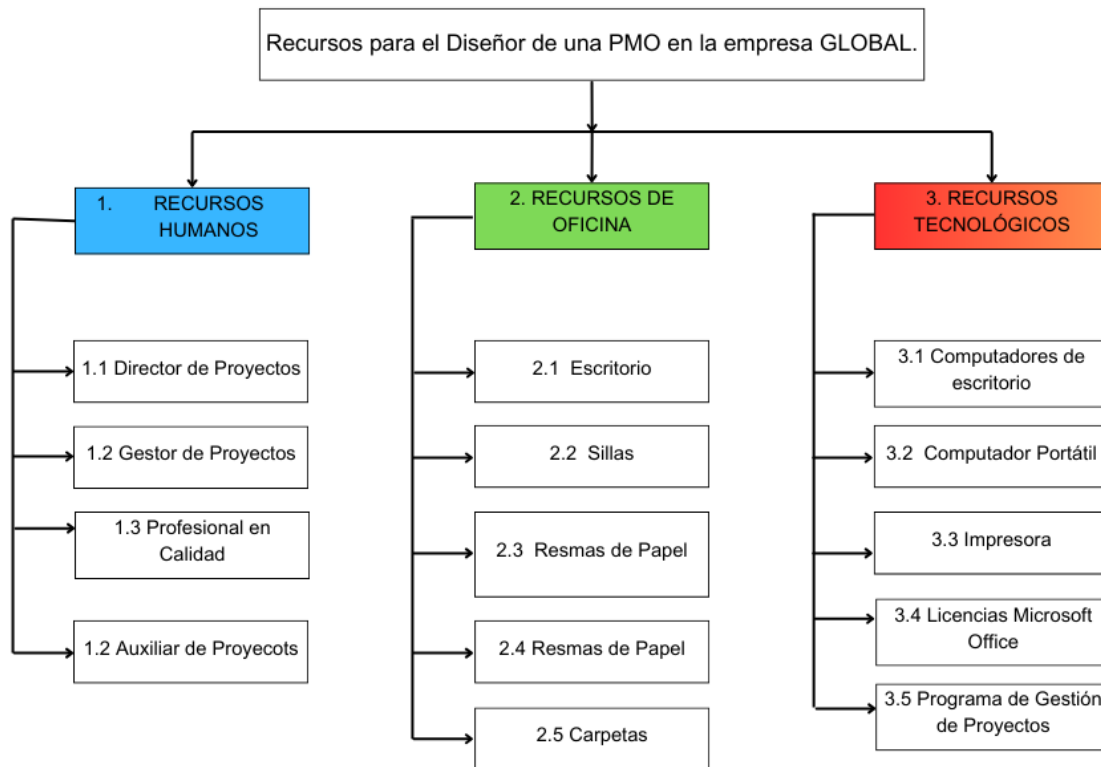 Recursos para el Diseñor de una PMO en la empresa GLOBAL.
1. RECURSOS
HUMANOS
1.1 Director de Proyectos
1.2 Gestor de Proyectos
1.3 Profesional en
Calidad
1.2 Auxiliar de Proyecots
2. RECURSOS DE
OFICINA
2.1 Escritorio
2.2 Sillas
2.3 Resmas de Papel
2.4 Resmas de Papel
2.5 Carpetas
3. RECURSOS
TECNOLÓGICOS
3.1 Computadores de
escritorio
3.2 Computador Portátil
3.3 Impresora
3.4 Licencias Microsoft
Office
3.5 Programa de Gestión
de Proyectos